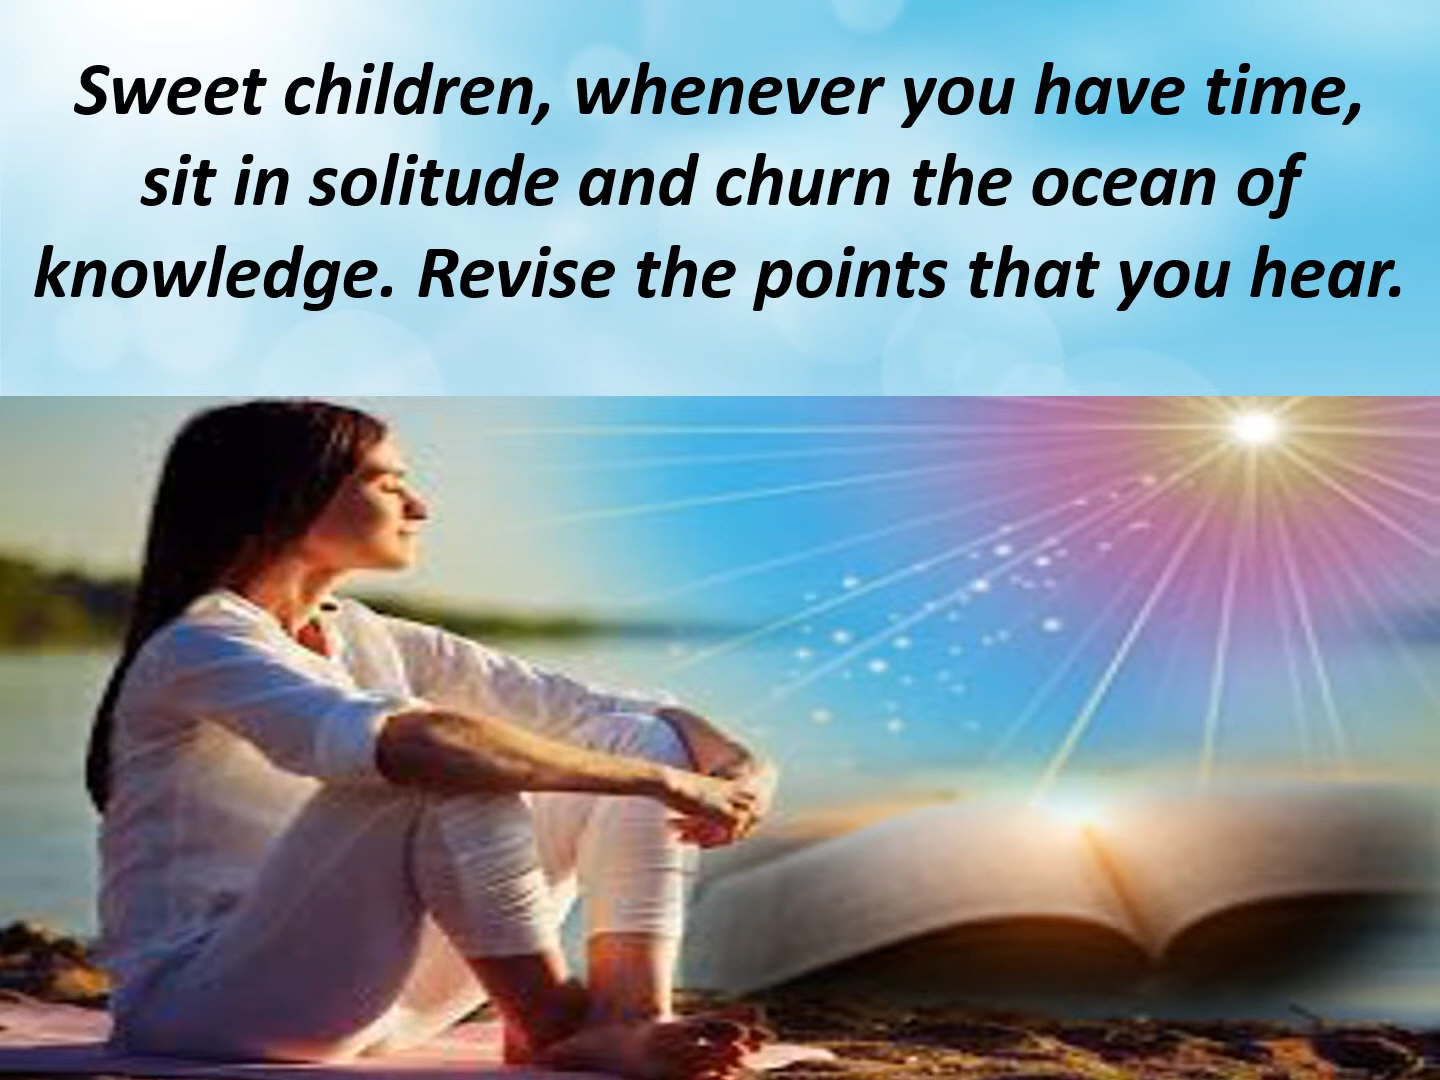 Sweet children, whenever you have time,
sit in solitude and churn the ocean of
knowledge. Revise the points that you hear.